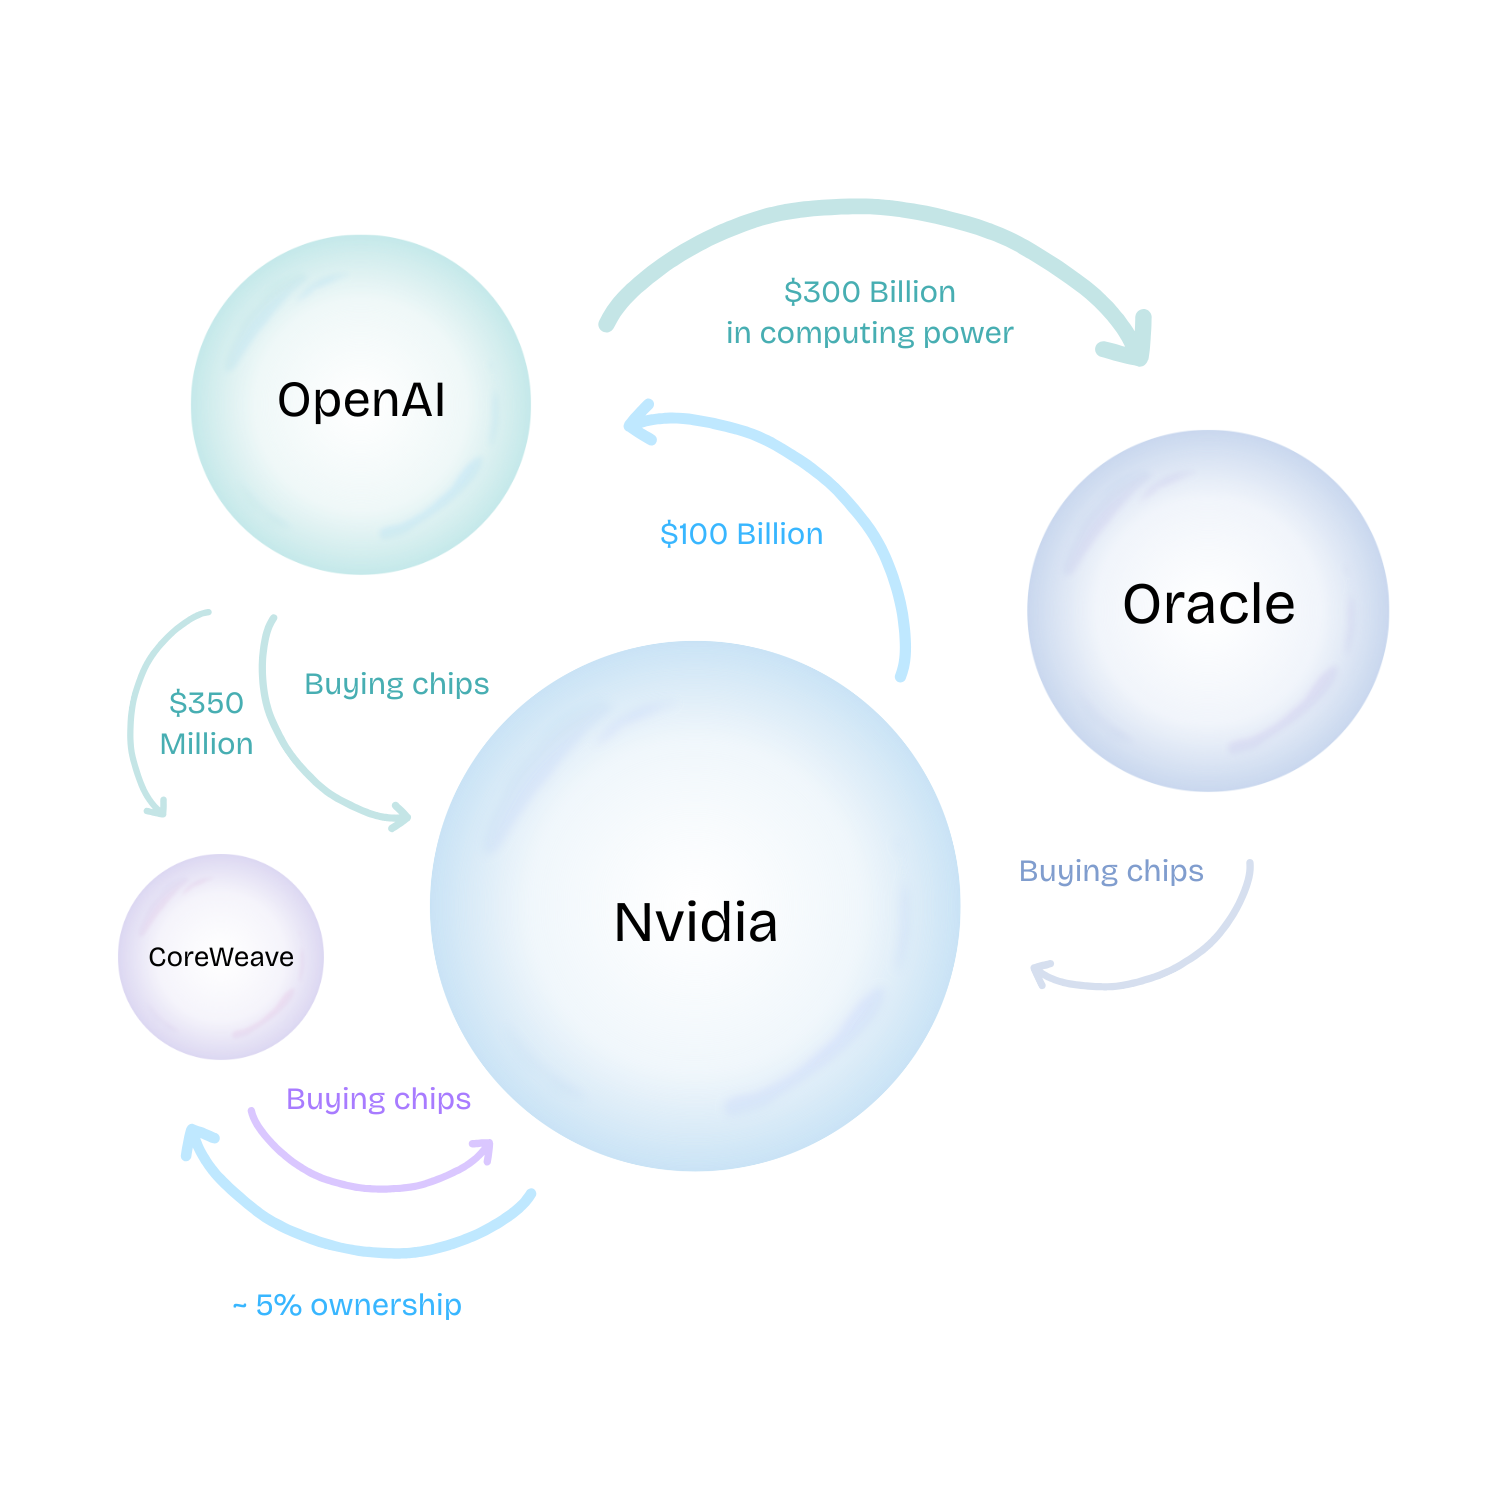 $300 Billion
in computing power
OpenAI
$100 Billion
Oracle
Buying chips
$350
Million
Buying chips
Nvidia
CoreWeave
Buying chips
~ 5% ownership